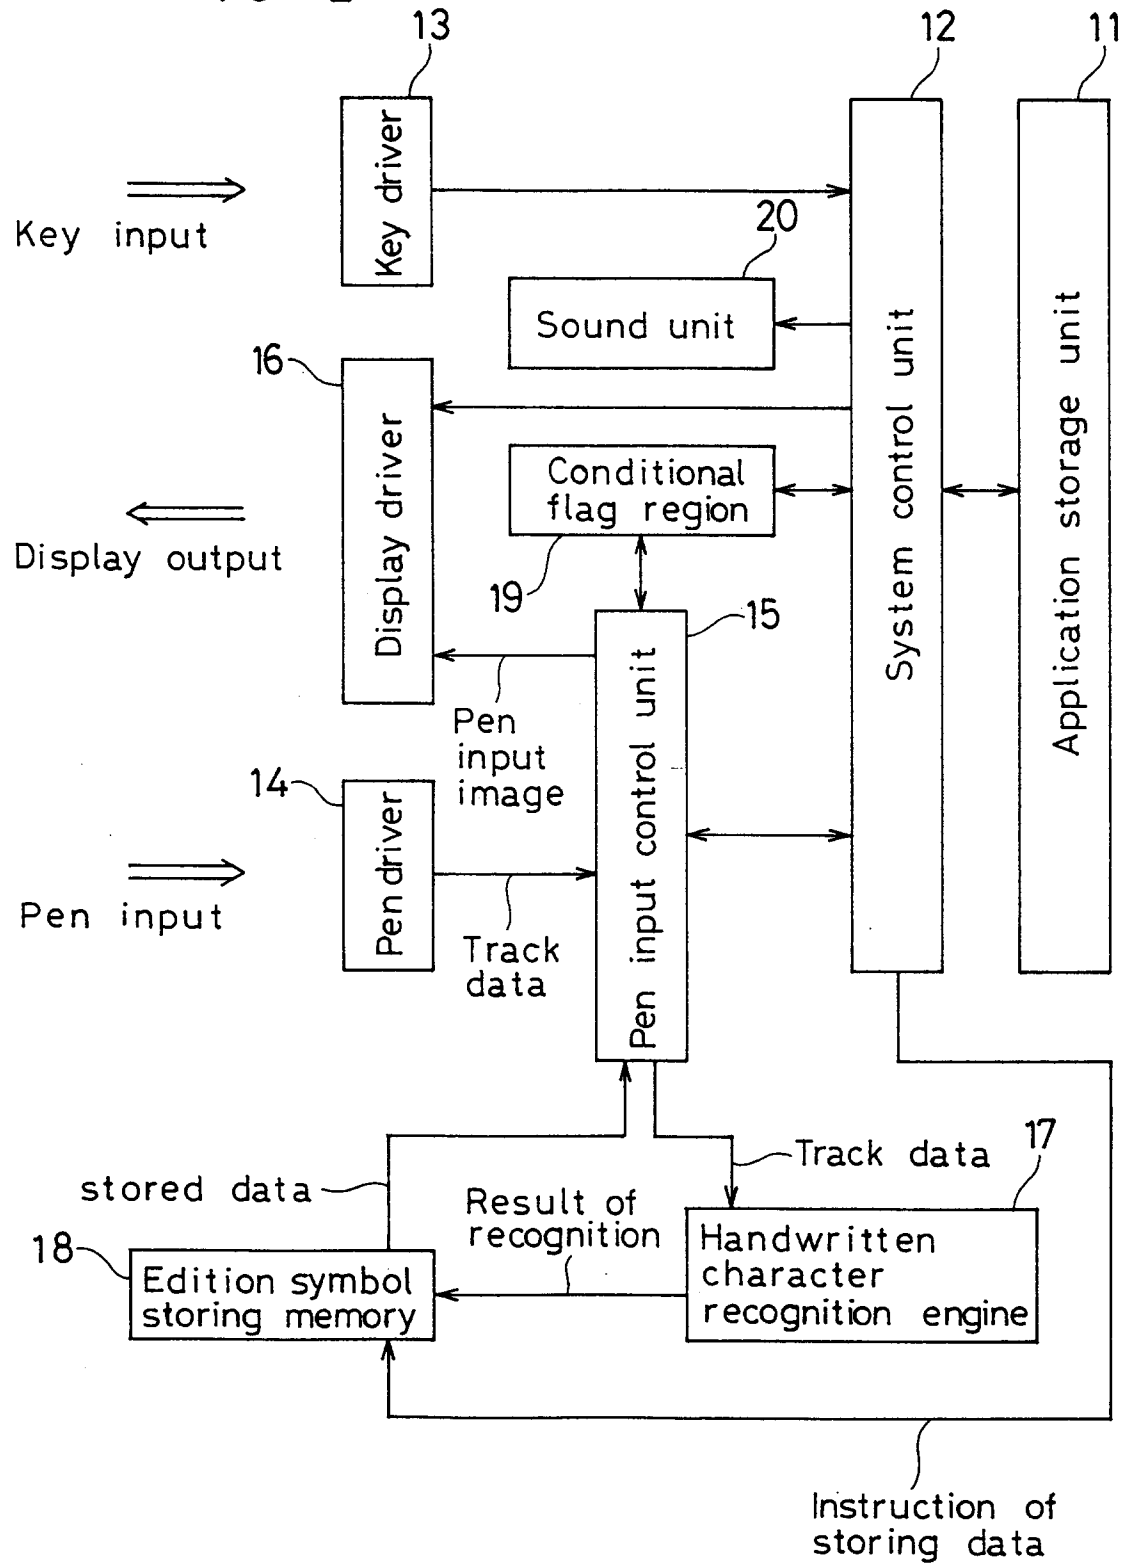 13
12
11
Key driver
Key input
20
Sound unit
16
Display driver
Conditional
flag region
System control unit
Application storage unit
Display output
19
15
Pen
input
image
Pen input control unit
14
Pen driver
Pen input
Track
data
Track data
17
stored data
Result of
recognition
18
Edition symbol
storing memory
Handwritten
character
recognition engine
Instruction of
storing data